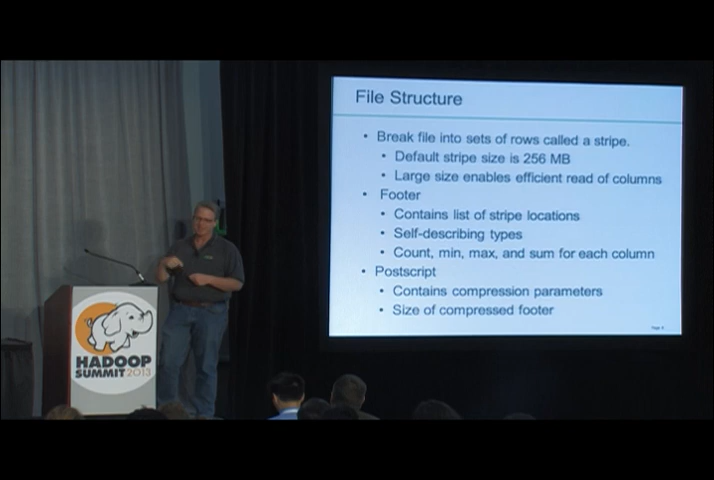 File Structure
• Break file into sets of rows called a stripe.
• Default stripe size is 256 MB
• Large size enables efficient read of columns
• Footer
• Contains list of stripe locations
• Self-describing types
• Count, min, max, and sum for each column
• Postscript
• Contains compression parameters
• Size of compressed footer
HADOOP
SUMMIT 2013